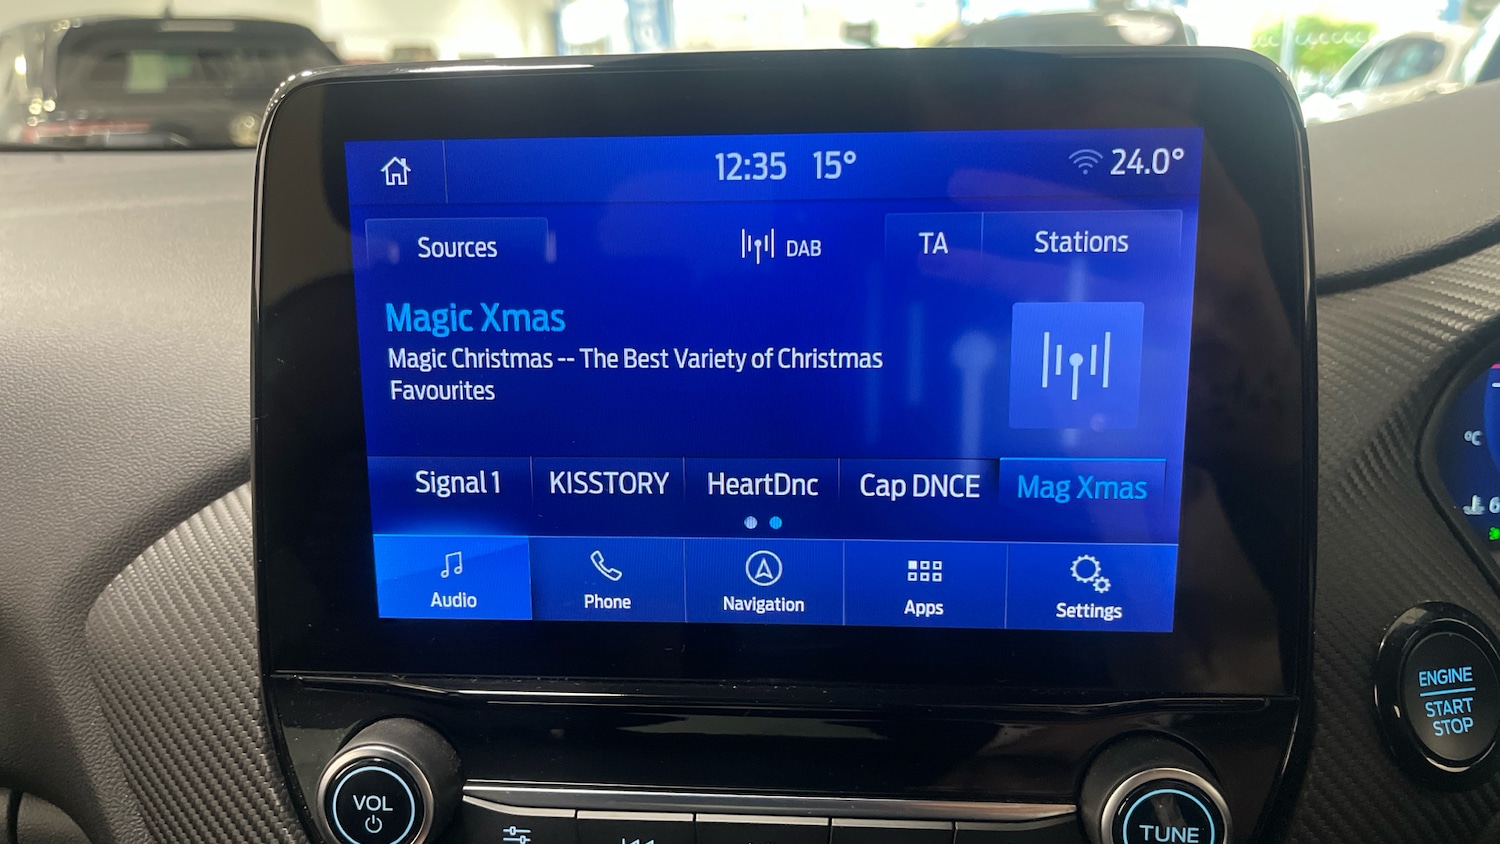 12:35 15° 24.0°
Sources DAB TA Stations
Magic Xmas
Magic Christmas -- The Best Variety of Christmas
Favourites
Signal 1 KISSTORY HeartDnc Cap DNCE Mag Xmas
Audio Phone Navigation Apps Settings
°C
6
ENGINE
START
STOP
VOL
TUNE